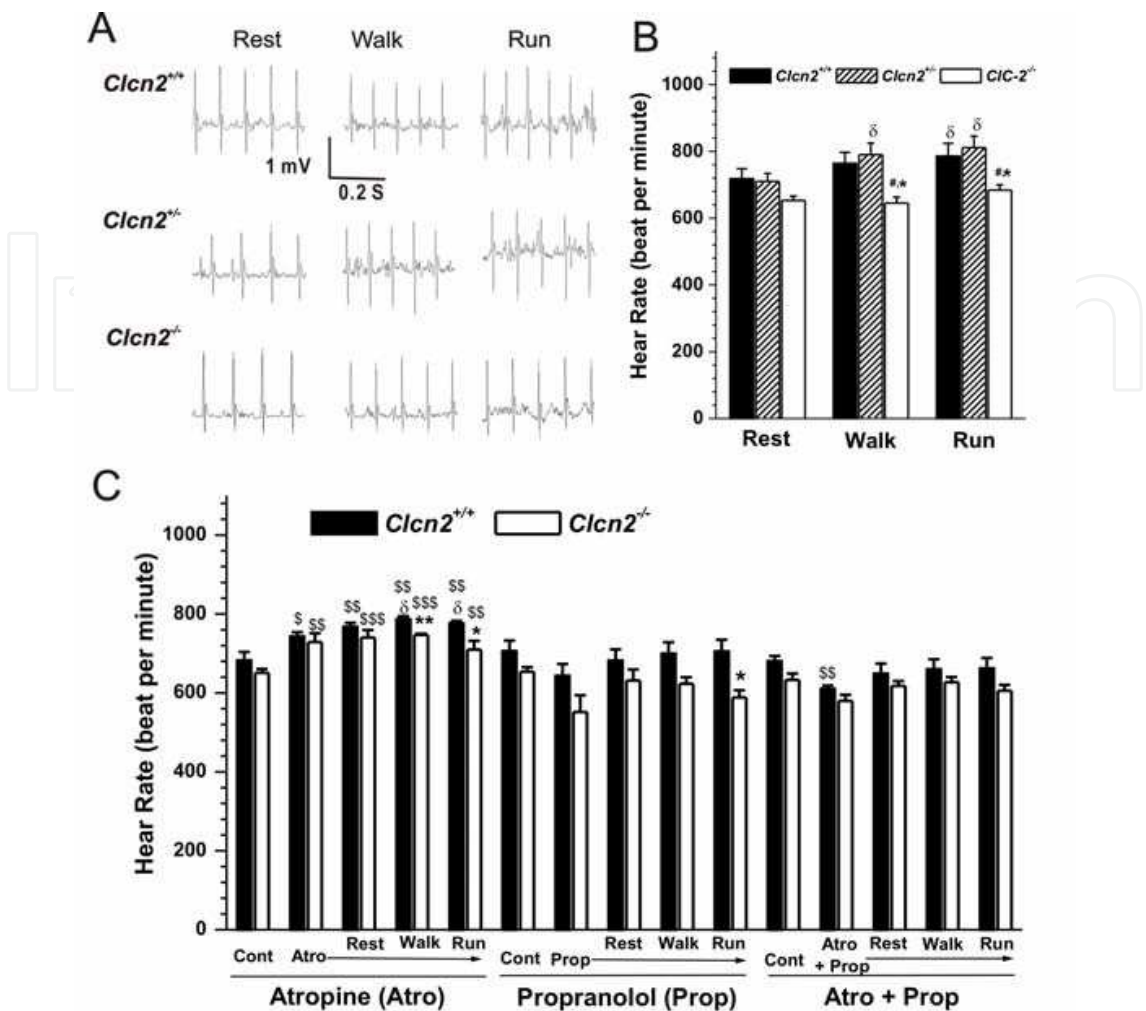 A
Rest Walk Run
Clcn2+/+
1 mV
0.2 S
Clcn2+/-
Clcn2-/-
B
Clcn2+/+ Clcn2+/- ClC-2-/-
Hear Rate (beat per minute)
1000
800
600
400
200
0
δ
δ δ
#,* #,*
Rest Walk Run
C
Clcn2+/+ Clcn2-/-
Hear Rate (beat per minute)
1000
800
600
400
200
0
$ $$ $$ $$$ $$ δ $$$ ** $$ δ $$ * * $$
Cont Atro Rest Walk Run Cont Prop Rest Walk Run Cont Atro + Prop Rest Walk Run
Atropine (Atro) Propranolol (Prop) Atro + Prop